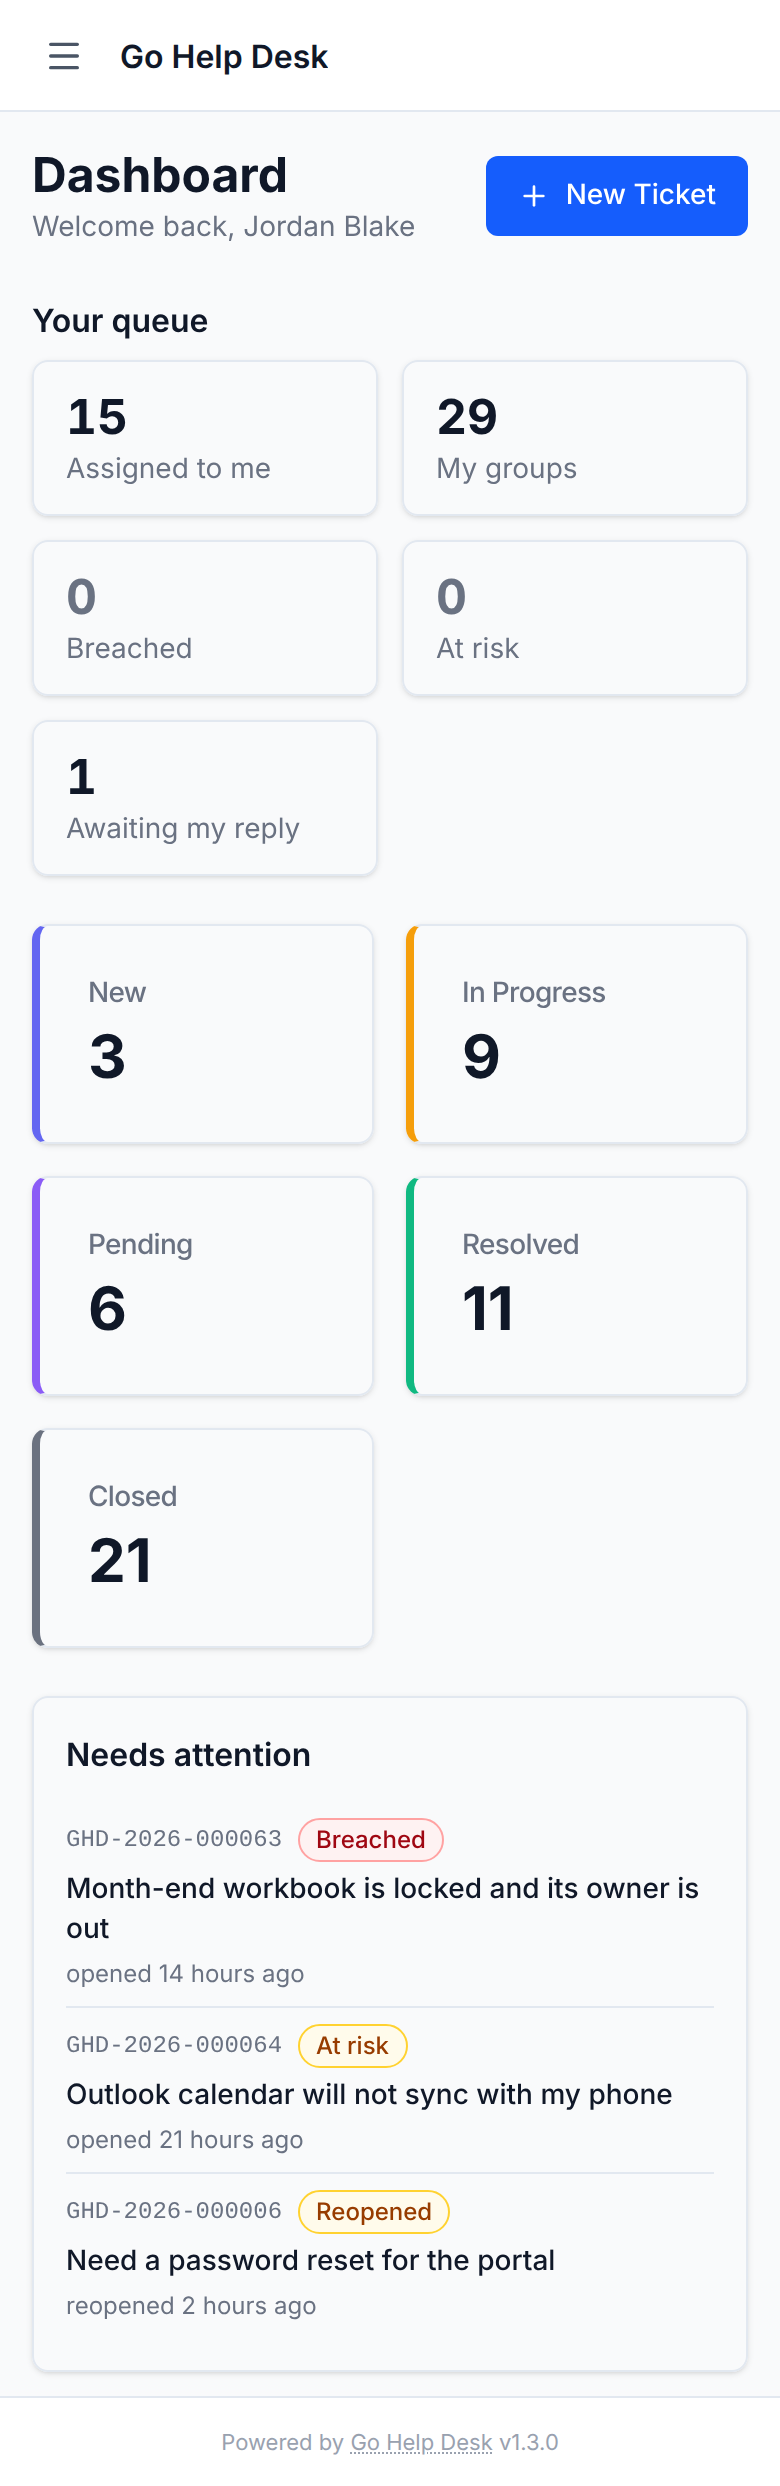 Go Help Desk
Dashboard
Welcome back, Jordan Blake
New Ticket
Your queue
15
Assigned to me
29
My groups
0
Breached
0
At risk
1
Awaiting my reply
New
3
In Progress
9
Pending
6
Resolved
11
Closed
21
Needs attention
GHD-2026-000063 Breached
Month-end workbook is locked and its owner is
out
opened 14 hours ago
GHD-2026-000064 At risk
Outlook calendar will not sync with my phone
opened 21 hours ago
GHD-2026-000006 Reopened
Need a password reset for the portal
reopened 2 hours ago
Powered by Go Help Desk v1.3.0